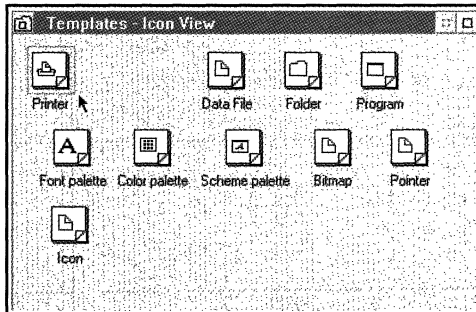 Templates - Icon View
Printer Data File Folder Program
Font palette Color palette Scheme palette Bitmap Pointer
Icon